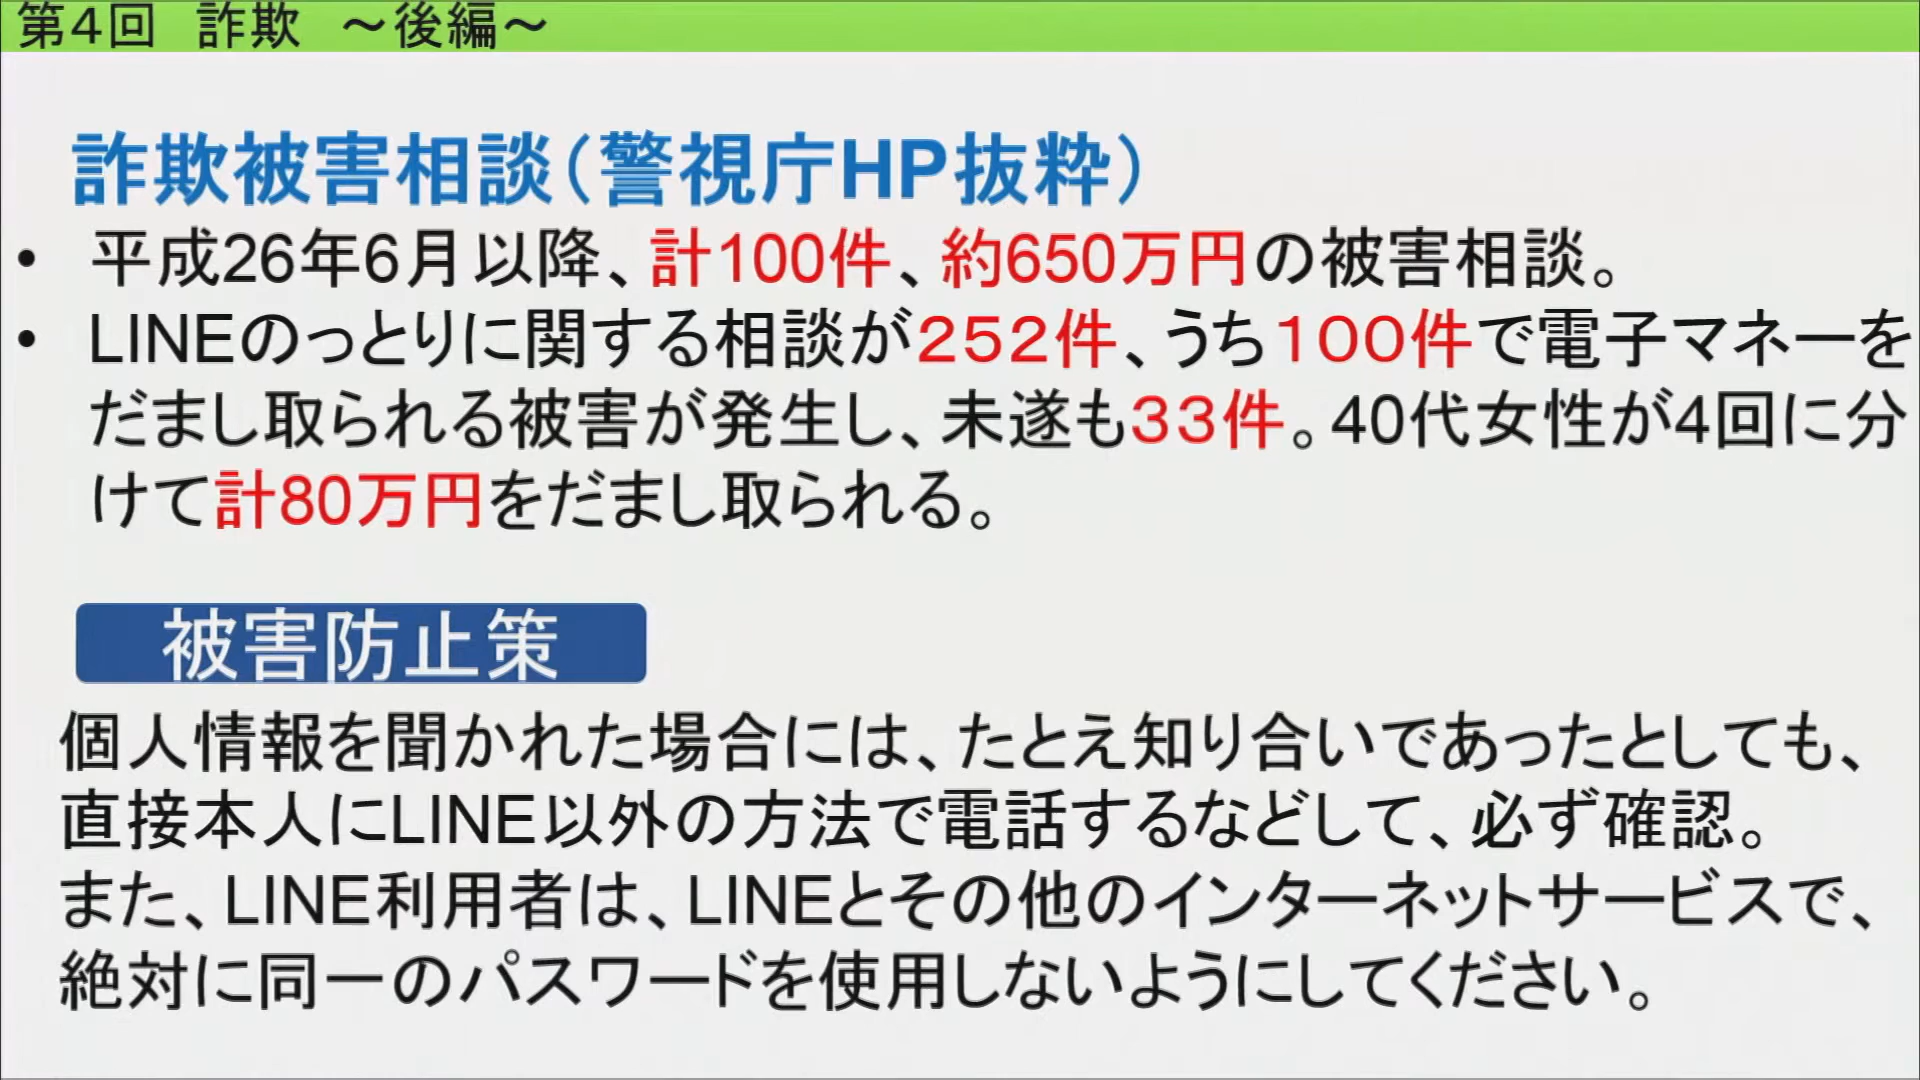 第4回　詐欺　～後編～
詐欺被害相談（警視庁HP抜粋）
• 平成26年6月以降、計100件、約650万円の被害相談。
• LINEのっとりに関する相談が２５２件、うち１００件で電子マネーを
だまし取られる被害が発生し、未遂も３３件。40代女性が4回に分
けて計80万円をだまし取られる。
被害防止策
個人情報を聞かれた場合には、たとえ知り合いであったとしても、
直接本人にLINE以外の方法で電話するなどして、必ず確認。
また、LINE利用者は、LINEとその他のインターネットサービスで、
絶対に同一のパスワードを使用しないようにしてください。